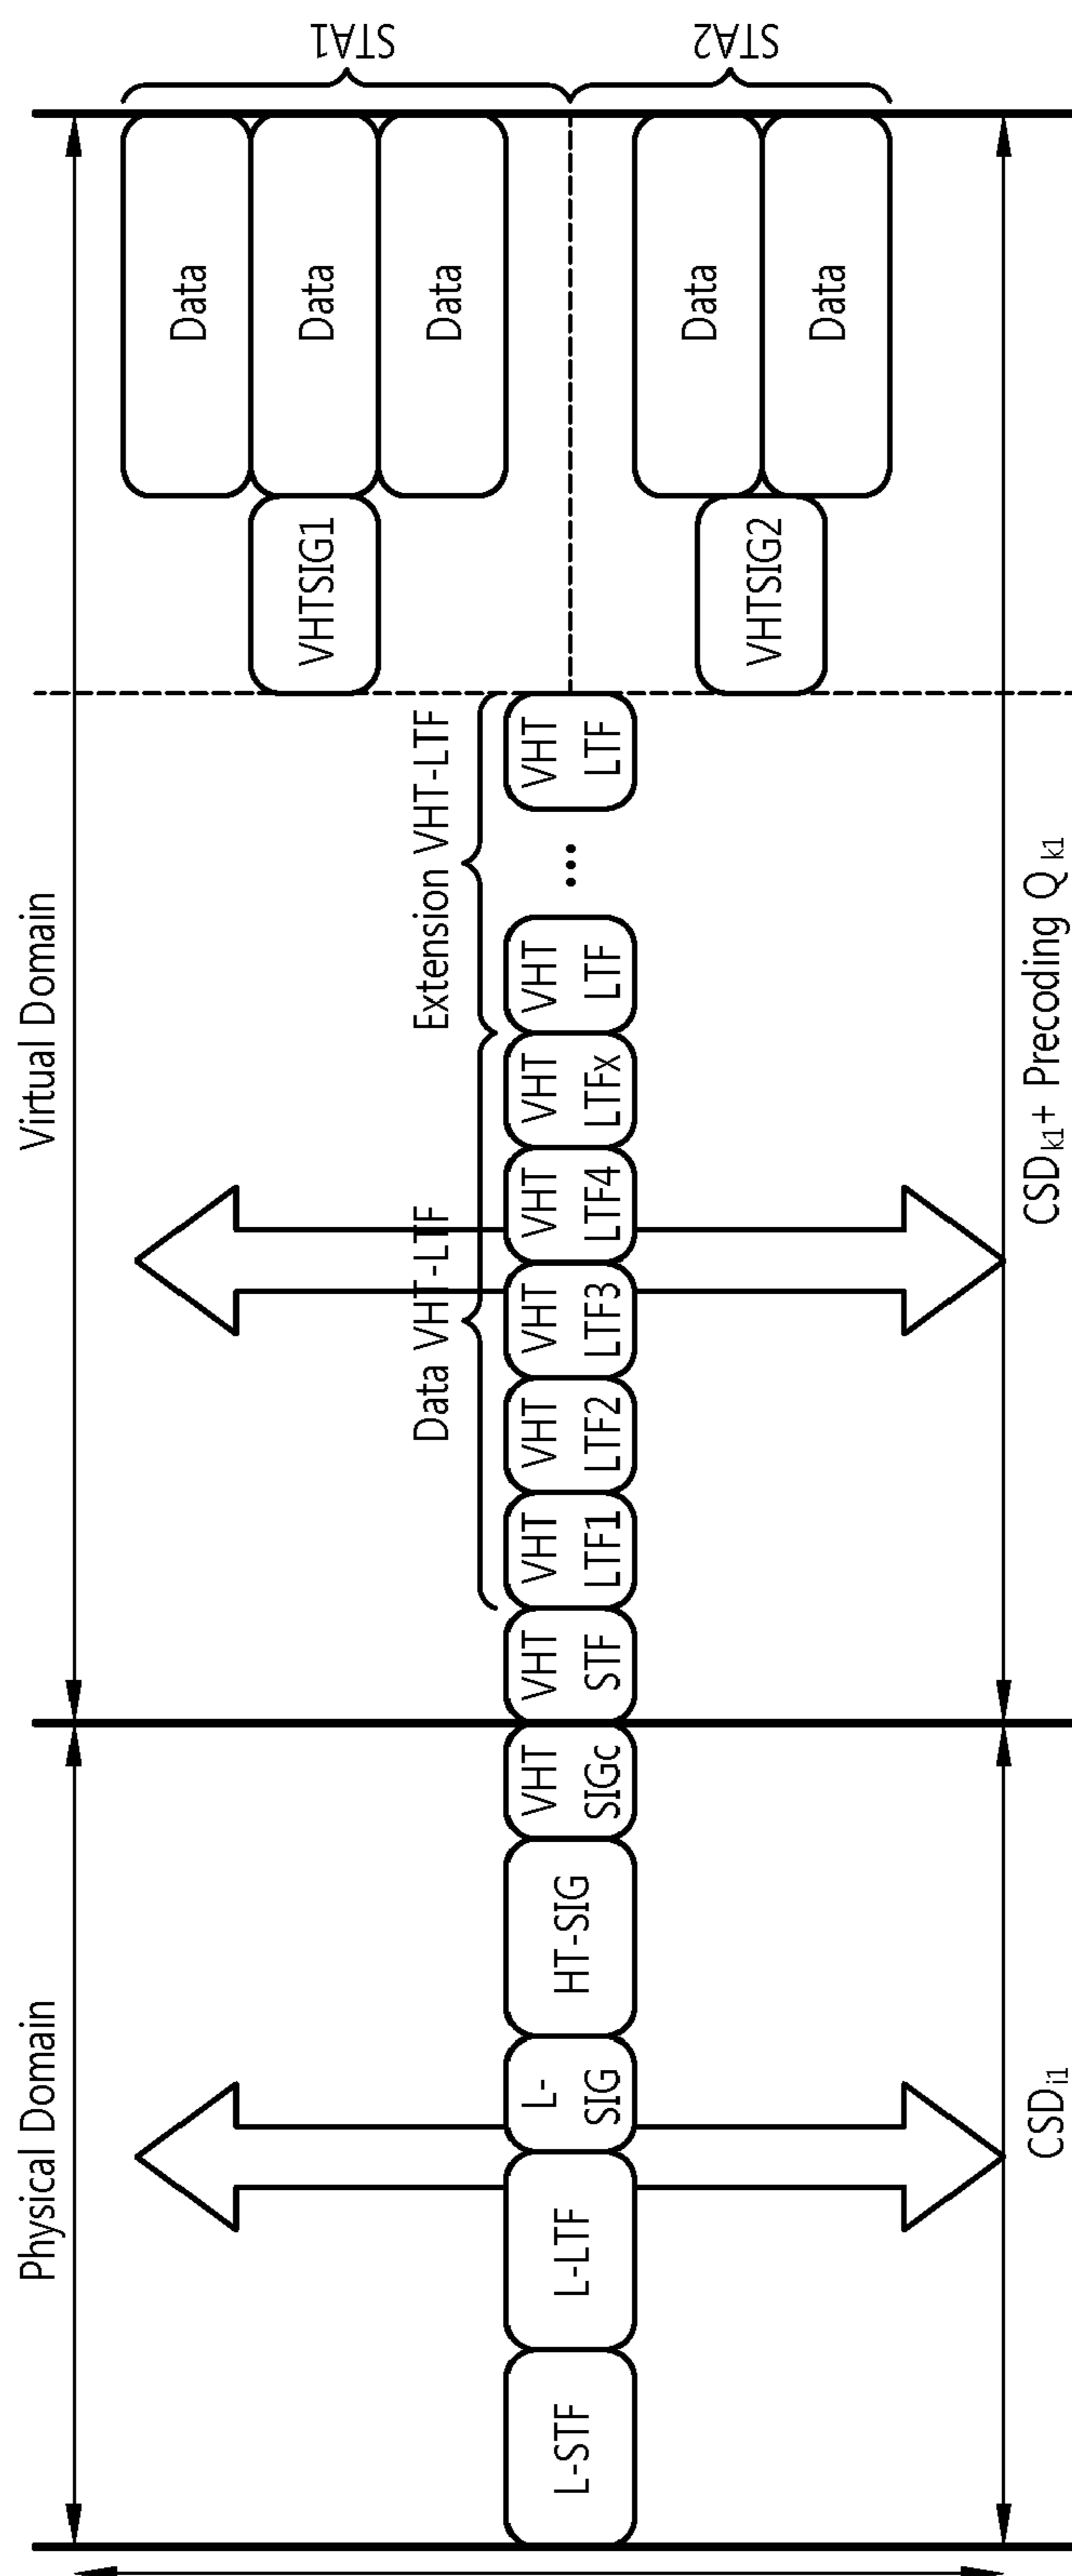 Physical Domain
Virtual Domain
STA1
STA2
Data
Data
Data
Data
Data
VHTSIG1
VHTSIG2
Data VHT-LTF
Extension VHT-LTF
L-STF
L-LTF
L-
SIG
HT-SIG
VHT
SIGc
VHT
STF
VHT
LTF1
VHT
LTF2
VHT
LTF3
VHT
LTF4
VHT
LTFx
VHT
LTF
...
VHT
LTF
CSDi1
CSDk1+ Precoding Qk1